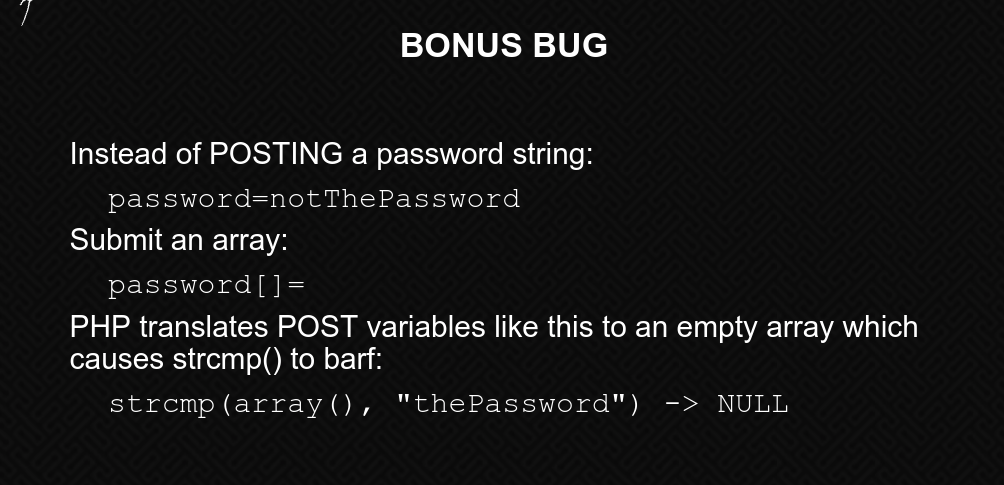 BONUS BUG
Instead of POSTING a password string:
password=notThePassword
Submit an array:
password[]=
PHP translates POST variables like this to an empty array which
causes strcmp() to barf:
strcmp(array(), "thePassword") -> NULL